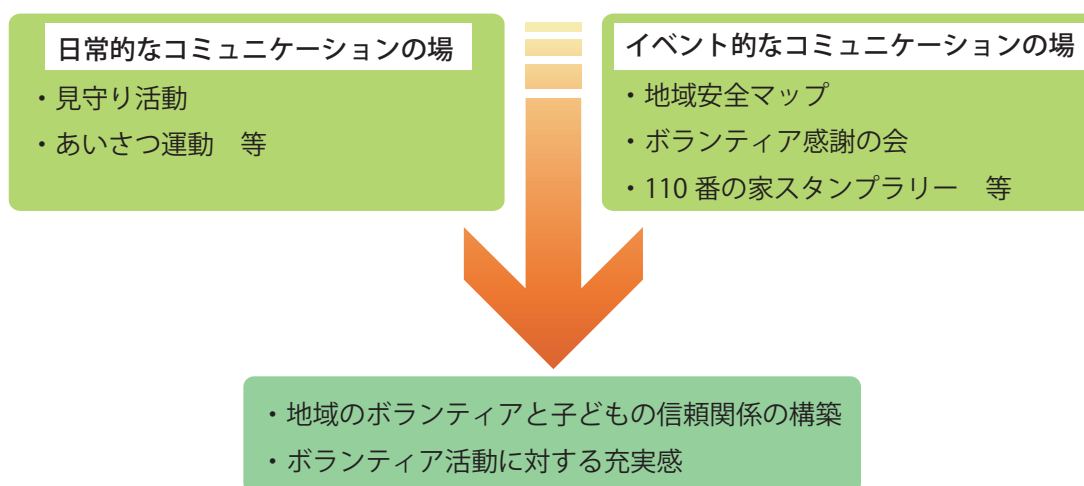 日常的なコミュニケーションの場
・見守り活動
・あいさつ運動　等
イベント的なコミュニケーションの場
・地域安全マップ
・ボランティア感謝の会
・110 番の家スタンプラリー　等
・地域のボランティアと子どもの信頼関係の構築
・ボランティア活動に対する充実感